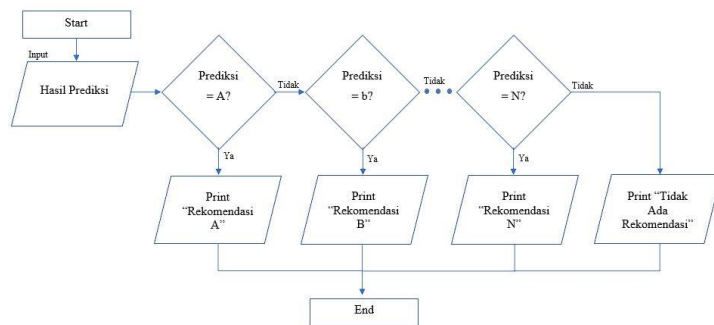 Start
Input
Hasil Prediksi
Prediksi
= A?
Tidak
Prediksi
= b?
Tidak
Prediksi
= N?
Tidak
Ya
Ya
Ya
Print
“Rekomendasi
A”
Print
“Rekomendasi
B”
Print
“Rekomendasi
N”
Print “Tidak
Ada
Rekomendasi”
End